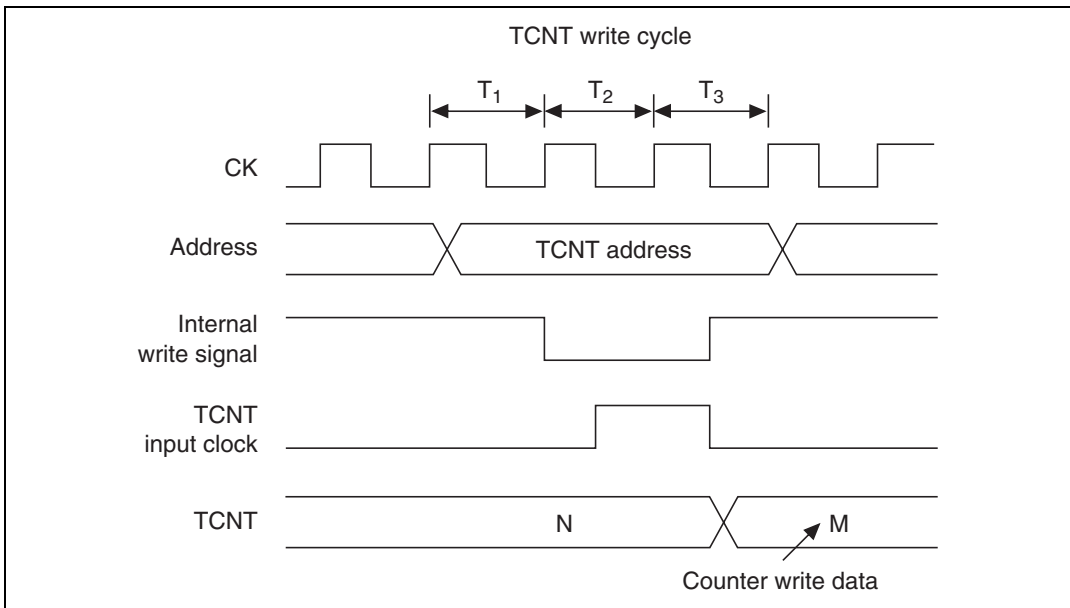 TCNT write cycle
T1 T2 T3
CK
Address
TCNT address
Internal
write signal
TCNT
input clock
TCNT
N
M
Counter write data